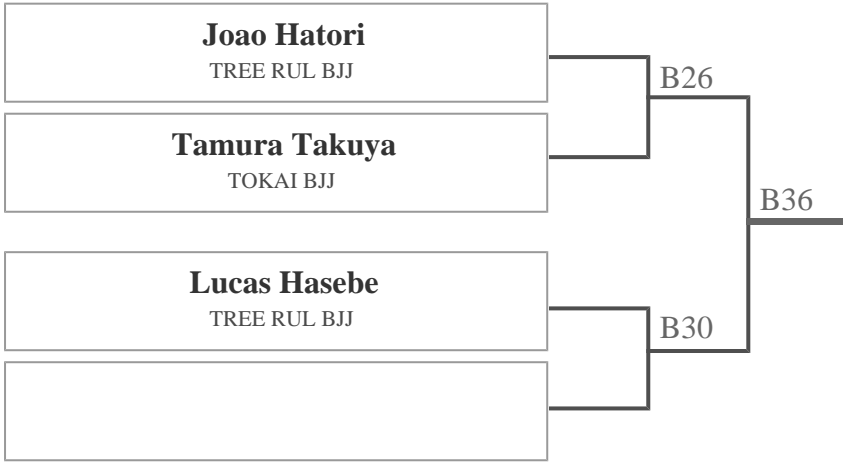 Joao Hatori
TREE RUL BJJ
B26
Tamura Takuya
TOKAI BJJ
B36
Lucas Hasebe
TREE RUL BJJ
B30